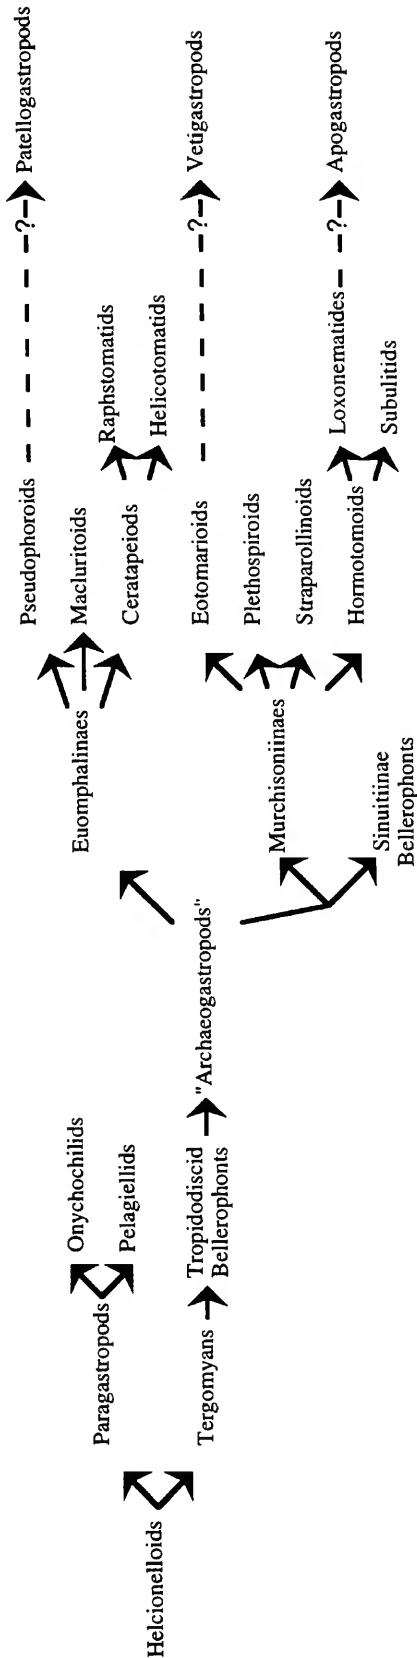 Helcionelloids
Paragastropods
Onychochilids
Pelagiellids
Tergomyans
Tropidodiscid
Bellerophonts
"Archaeogastropods"
Euomphalinaes
Pseudophoroids
?
Patellogastropods
Macluritoids
Ceratapeiods
Raphstomatids
Helicotomatids
Murchisoniinaes
Eotomarioids
?
Vetigastropods
Plethospiroids
Straparollinoids
Hormotomoids
Loxonematides
?
Apogastropods
Subulitids
Sinuitiinae
Bellerophonts